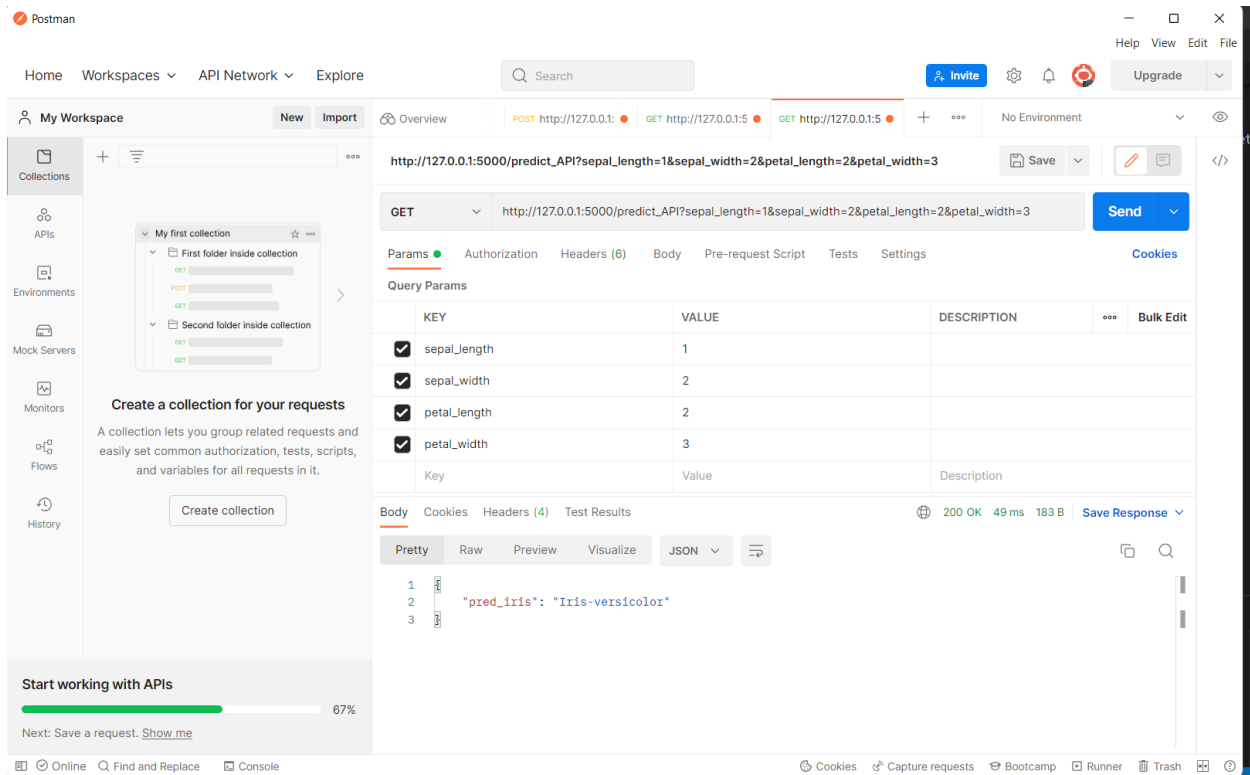 Postman
Help View Edit File
Home Workspaces API Network Explore Search Invite Upgrade
My Workspace New Import
Overview POST http://127.0.0.1: GET http://127.0.0.1:5 GET http://127.0.0.1:5 No Environment
http://127.0.0.1:5000/predict_API?sepal_length=1&sepal_width=2&petal_length=2&petal_width=3 Save
Collections
APIs
Environments
Mock Servers
Monitors
Flows
History
My first collection
First folder inside collection
GET
POST
GET
Second folder inside collection
GET
GET
Create a collection for your requests
A collection lets you group related requests and
easily set common authorization, tests, scripts,
and variables for all requests in it.
Create collection
GET http://127.0.0.1:5000/predict_API?sepal_length=1&sepal_width=2&petal_length=2&petal_width=3 Send
Params Authorization Headers (6) Body Pre-request Script Tests Settings Cookies
Query Params
KEY VALUE DESCRIPTION Bulk Edit
sepal_length 1
sepal_width 2
petal_length 2
petal_width 3
Key Value Description
Body Cookies Headers (4) Test Results 200 OK 49 ms 183 B Save Response
Pretty Raw Preview Visualize JSON
1 {
2 "pred_iris": "Iris-versicolor"
3 }
Start working with APIs
67%
Next: Save a request. Show me
Online Find and Replace Console Cookies Capture requests Bootcamp Runner Trash